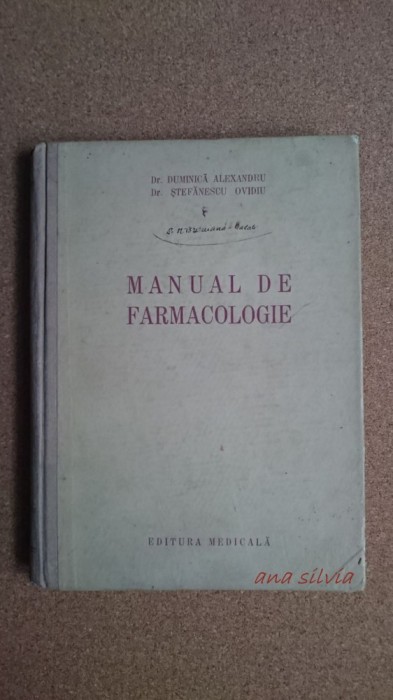 Dr. DUMINICĂ ALEXANDRU
Dr. ȘTEFĂNESCU OVIDIU
MANUAL DE
FARMACOLOGIE
EDITURA MEDICALĂ
ana silvia